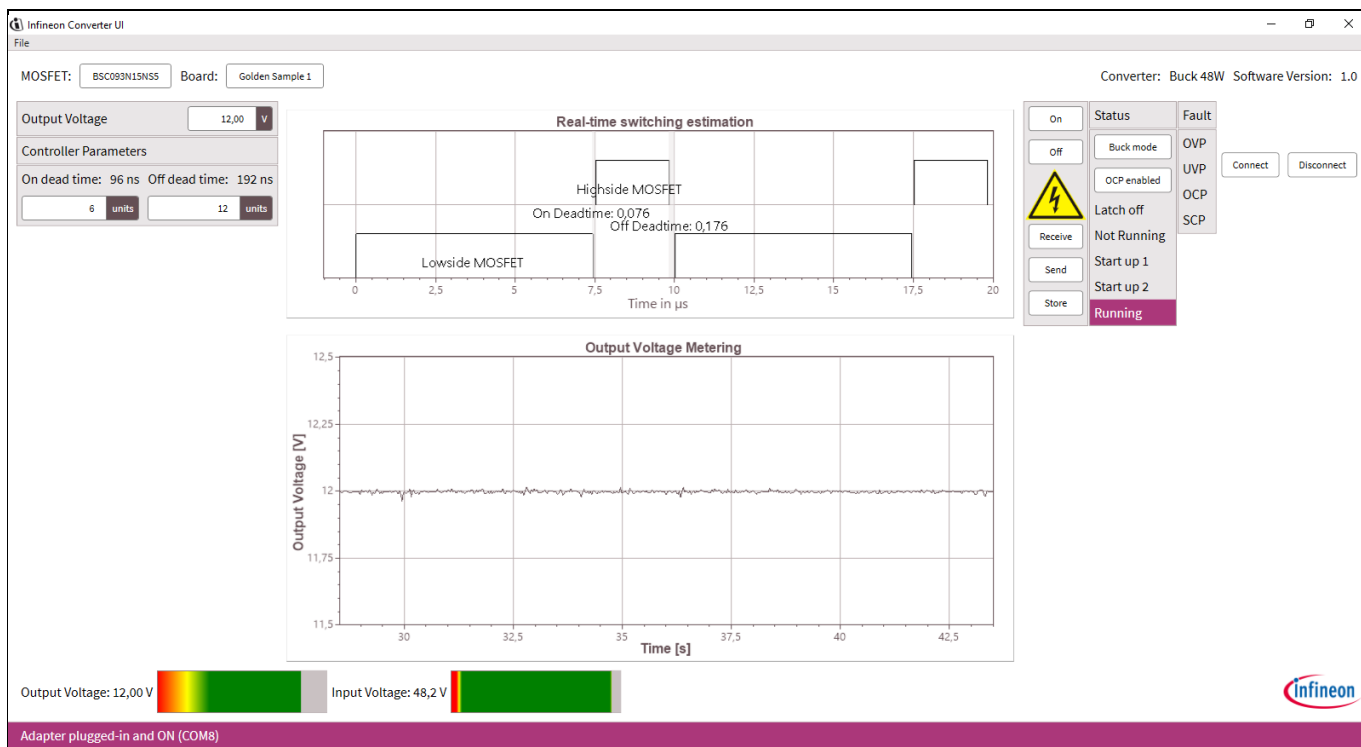 Infineon Converter UI
File
MOSFET: BSC093N15NS5 Board: Golden Sample 1
Converter: Buck 48W Software Version: 1.0
Output Voltage 12,00 V
Controller Parameters
On dead time: 96 ns Off dead time: 192 ns
6 units 12 units
Real-time switching estimation
Highside MOSFET
On Deadtime: 0,076
Off Deadtime: 0,176
Lowside MOSFET
0 2,5 5 7,5 10 12,5 15 17,5 20
Time in µs
On
Off
Receive
Send
Store
Status
Buck mode
OCP enabled
Latch off
Not Running
Start up 1
Start up 2
Running
Fault
OVP
UVP
OCP
SCP
Connect Disconnect
Output Voltage Metering
Output Voltage [V]
12,5
12,25
12
11,75
11,5
30 32,5 35 37,5 40 42,5
Time [s]
Output Voltage: 12,00 V
Input Voltage: 48,2 V
infineon
Adapter plugged-in and ON (COM8)